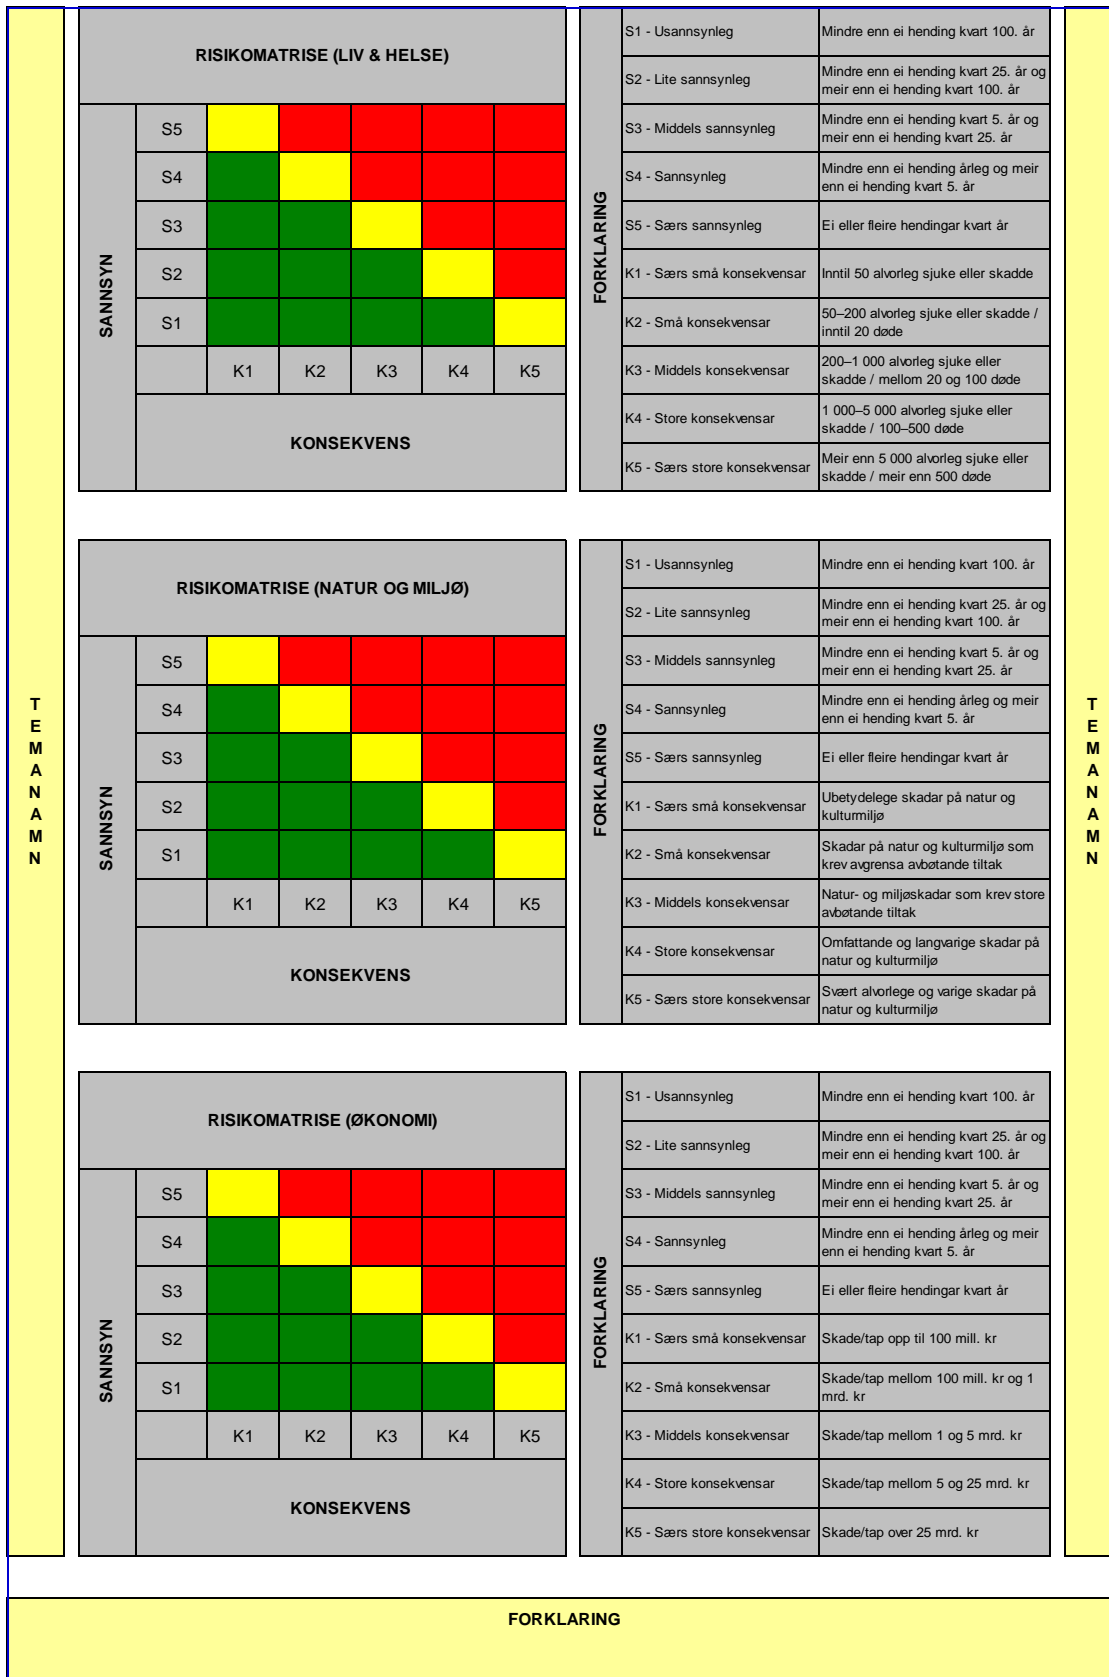 TEMANAMN
RISIKOMATRISE (LIV & HELSE)
SANNSYN
S5
S4
S3
S2
S1
K1 K2 K3 K4 K5
KONSEKVENS
FORKLARING
S1 - Usannsynleg
Mindre enn ei hending kvart 100. år
S2 - Lite sannsynleg
Mindre enn ei hending kvart 25. år og
meir enn ei hending kvart 100. år
S3 - Middels sannsynleg
Mindre enn ei hending kvart 5. år og
meir enn ei hending kvart 25. år
S4 - Sannsynleg
Mindre enn ei hending årleg og meir
enn ei hending kvart 5. år
S5 - Særs sannsynleg
Ei eller fleire hendingar kvart år
K1 - Særs små konsekvensar
Inntil 50 alvorleg sjuke eller skadde
K2 - Små konsekvensar
50–200 alvorleg sjuke eller skadde /
inntil 20 døde
K3 - Middels konsekvensar
200–1 000 alvorleg sjuke eller
skadde / mellom 20 og 100 døde
K4 - Store konsekvensar
1 000–5 000 alvorleg sjuke eller
skadde / 100–500 døde
K5 - Særs store konsekvensar
Meir enn 5 000 alvorleg sjuke eller
skadde / meir enn 500 døde
RISIKOMATRISE (NATUR OG MILJØ)
SANNSYN
S5
S4
S3
S2
S1
K1 K2 K3 K4 K5
KONSEKVENS
FORKLARING
S1 - Usannsynleg
Mindre enn ei hending kvart 100. år
S2 - Lite sannsynleg
Mindre enn ei hending kvart 25. år og
meir enn ei hending kvart 100. år
S3 - Middels sannsynleg
Mindre enn ei hending kvart 5. år og
meir enn ei hending kvart 25. år
S4 - Sannsynleg
Mindre enn ei hending årleg og meir
enn ei hending kvart 5. år
S5 - Særs sannsynleg
Ei eller fleire hendingar kvart år
K1 - Særs små konsekvensar
Ubetydelege skadar på natur og
kulturmiljø
K2 - Små konsekvensar
Skadar på natur og kulturmiljø som
krev avgrensa avbøtande tiltak
K3 - Middels konsekvensar
Natur- og miljøskadar som krev store
avbøtande tiltak
K4 - Store konsekvensar
Omfattande og langvarige skadar på
natur og kulturmiljø
K5 - Særs store konsekvensar
Svært alvorlege og varige skadar på
natur og kulturmiljø
RISIKOMATRISE (ØKONOMI)
SANNSYN
S5
S4
S3
S2
S1
K1 K2 K3 K4 K5
KONSEKVENS
FORKLARING
S1 - Usannsynleg
Mindre enn ei hending kvart 100. år
S2 - Lite sannsynleg
Mindre enn ei hending kvart 25. år og
meir enn ei hending kvart 100. år
S3 - Middels sannsynleg
Mindre enn ei hending kvart 5. år og
meir enn ei hending kvart 25. år
S4 - Sannsynleg
Mindre enn ei hending årleg og meir
enn ei hending kvart 5. år
S5 - Særs sannsynleg
Ei eller fleire hendingar kvart år
K1 - Særs små konsekvensar
Skade/tap opp til 100 mill. kr
K2 - Små konsekvensar
Skade/tap mellom 100 mill. kr og 1
mrd. kr
K3 - Middels konsekvensar
Skade/tap mellom 1 og 5 mrd. kr
K4 - Store konsekvensar
Skade/tap mellom 5 og 25 mrd. kr
K5 - Særs store konsekvensar
Skade/tap over 25 mrd. kr
TEMANAMN
FORKLARING